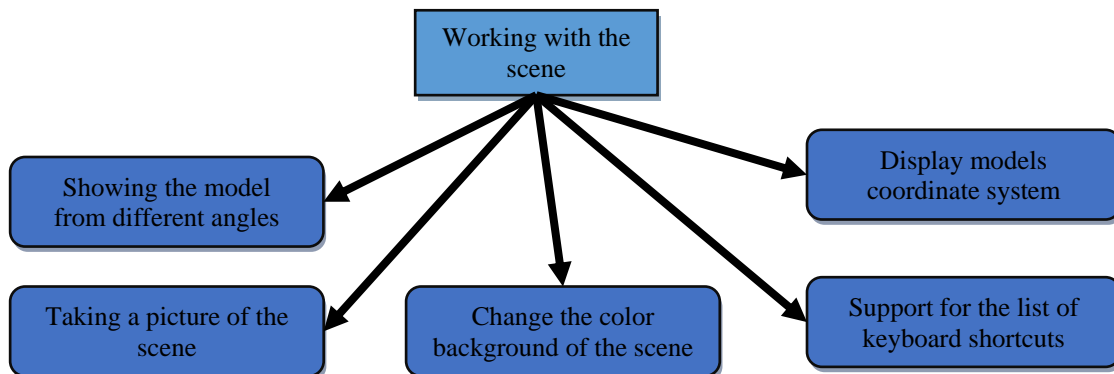 Working with the
scene
Showing the model
from different angles
Display models
coordinate system
Taking a picture of the
scene
Change the color
background of the scene
Support for the list of
keyboard shortcuts